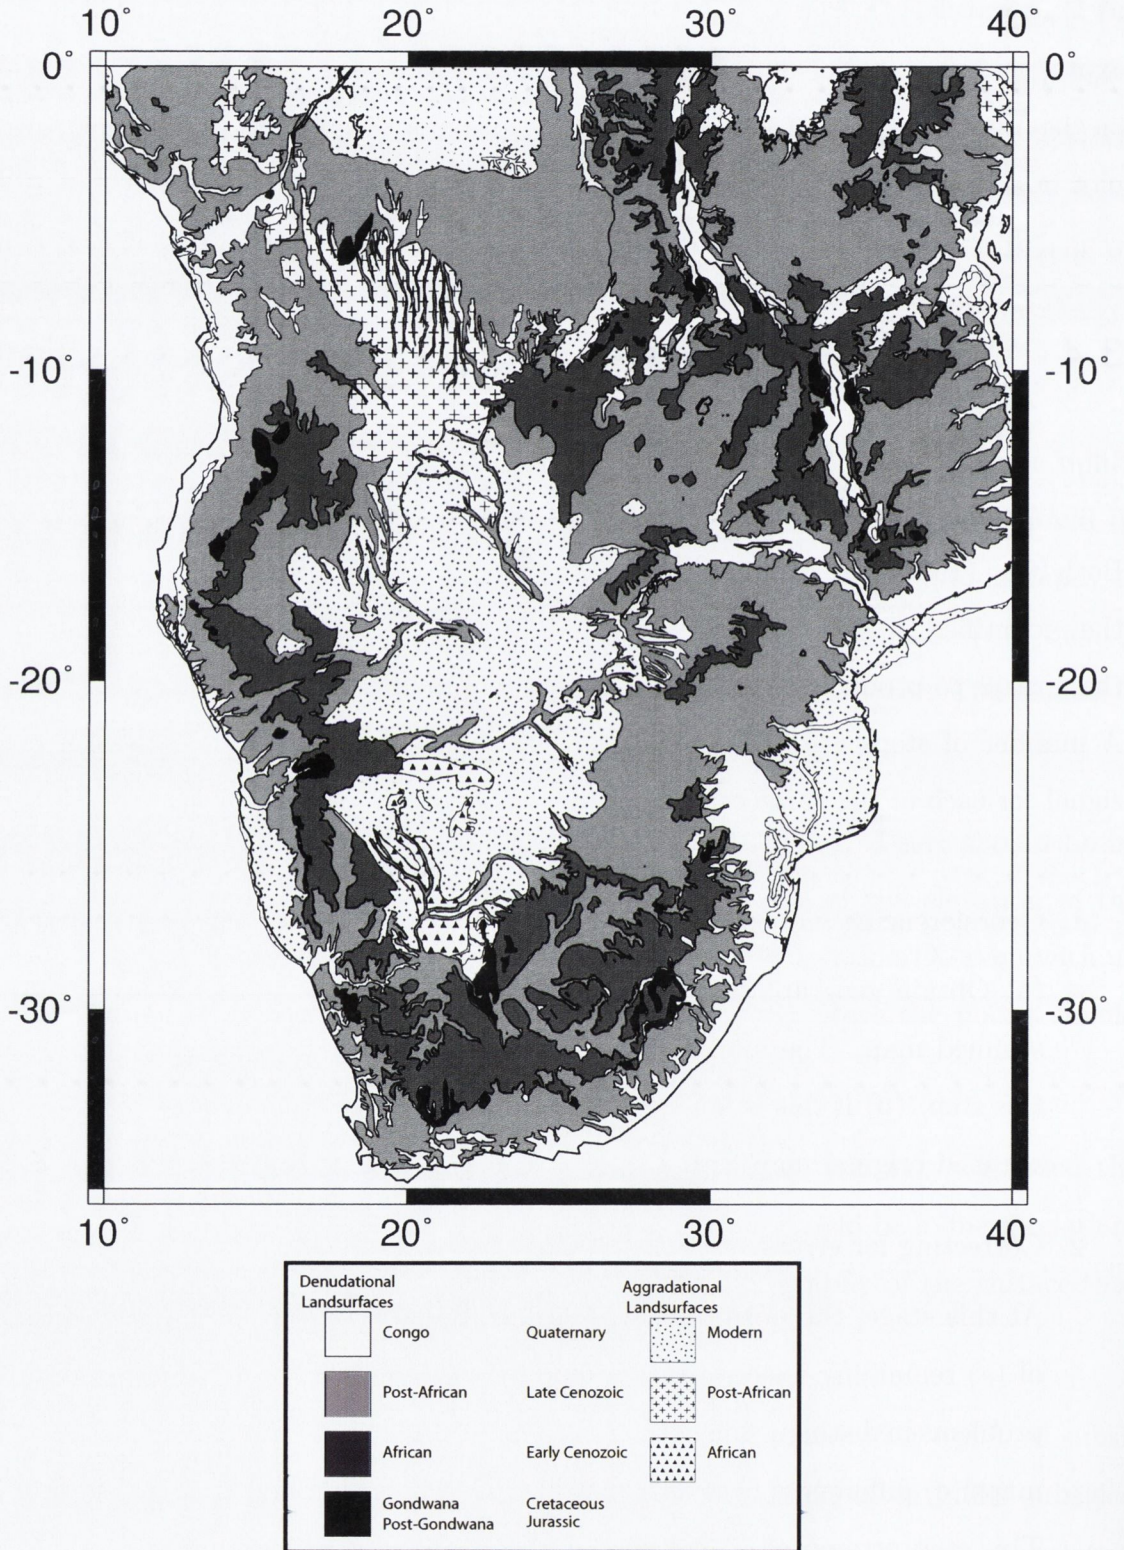 10° 20° 30° 40°
0° 0°
-10° -10°
-20° -20°
-30° -30°
10° 20° 30° 40°
Denudational
Landsurfaces
Aggradational
Landsurfaces
Congo Quaternary Modern
Post-African Late Cenozoic Post-African
African Early Cenozoic African
Gondwana Cretaceous
Post-Gondwana Jurassic